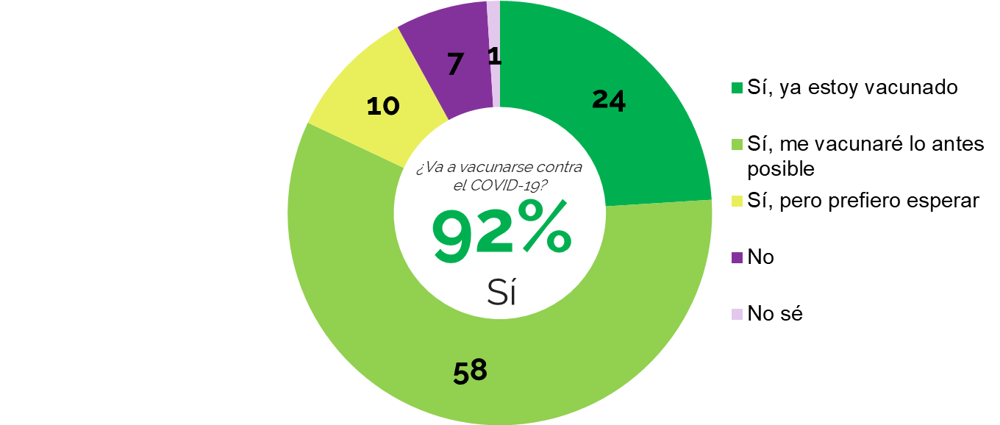 7
1
24
10
58
¿Va a vacunarse contra
el COVID-19?
92%
Sí
Sí, ya estoy vacunado
Sí, me vacunaré lo antes
posible
Sí, pero prefiero esperar
No
No sé